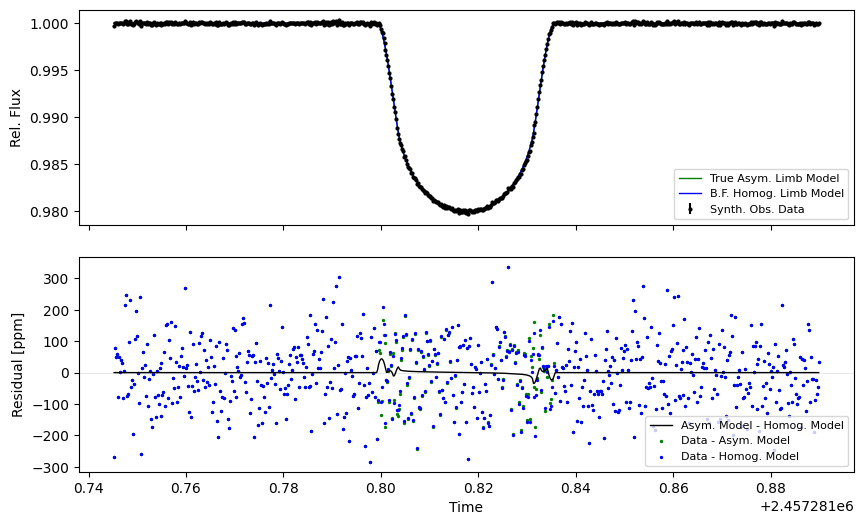 1.000
0.995
0.990
0.985
0.980
Rel. Flux
True Asym. Limb Model
B.F. Homog. Limb Model
Synth. Obs. Data
300
200
100
0
−100
−200
−300
Residual [ppm]
Asym. Model - Homog. Model
Data - Asym. Model
Data - Homog. Model
0.74 0.76 0.78 0.80 0.82 0.84 0.86 0.88
Time
+2.457281e6